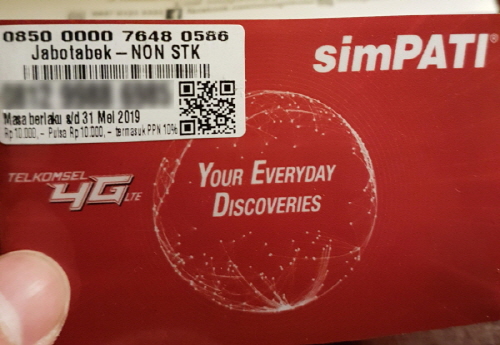 0850 0000 7648 0586
Jabotabek-NON STK
Masa berlaku s/d 31 Mei 2019
Rp 10.000,- Pulsa Rp 10.000,- termasuk PPN 10%
simPATI®
TELKOMSEL
4G LTE
YOUR EVERYDAY
DISCOVERIES